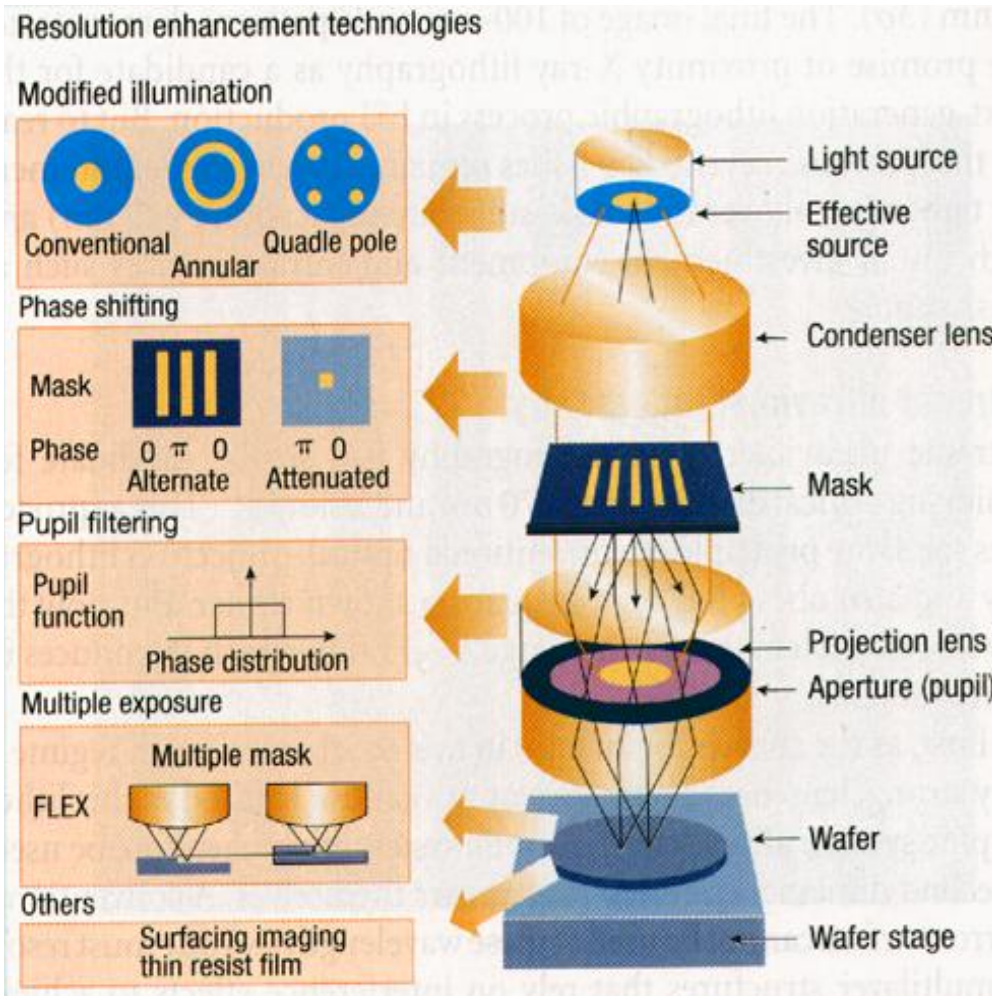 Resolution enhancement technologies
Modified illumination
Conventional
Annular
Quadle pole
Phase shifting
Mask
Phase
0 π 0
Alternate
π 0
Attenuated
Pupil filtering
Pupil
function
Phase distribution
Multiple exposure
Multiple mask
FLEX
Others
Surfacing imaging
thin resist film
Light source
Effective
source
Condenser lens
Mask
Projection lens
Aperture (pupil)
Wafer
Wafer stage